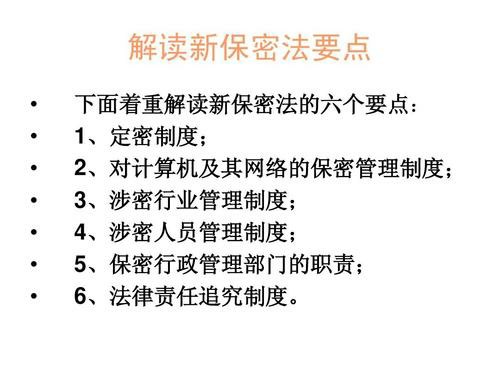 解读新保密法要点
• 下面着重解读新保密法的六个要点：
• 1、定密制度；
• 2、对计算机及其网络的保密管理制度；
• 3、涉密行业管理制度；
• 4、涉密人员管理制度；
• 5、保密行政管理部门的职责；
• 6、法律责任追究制度。